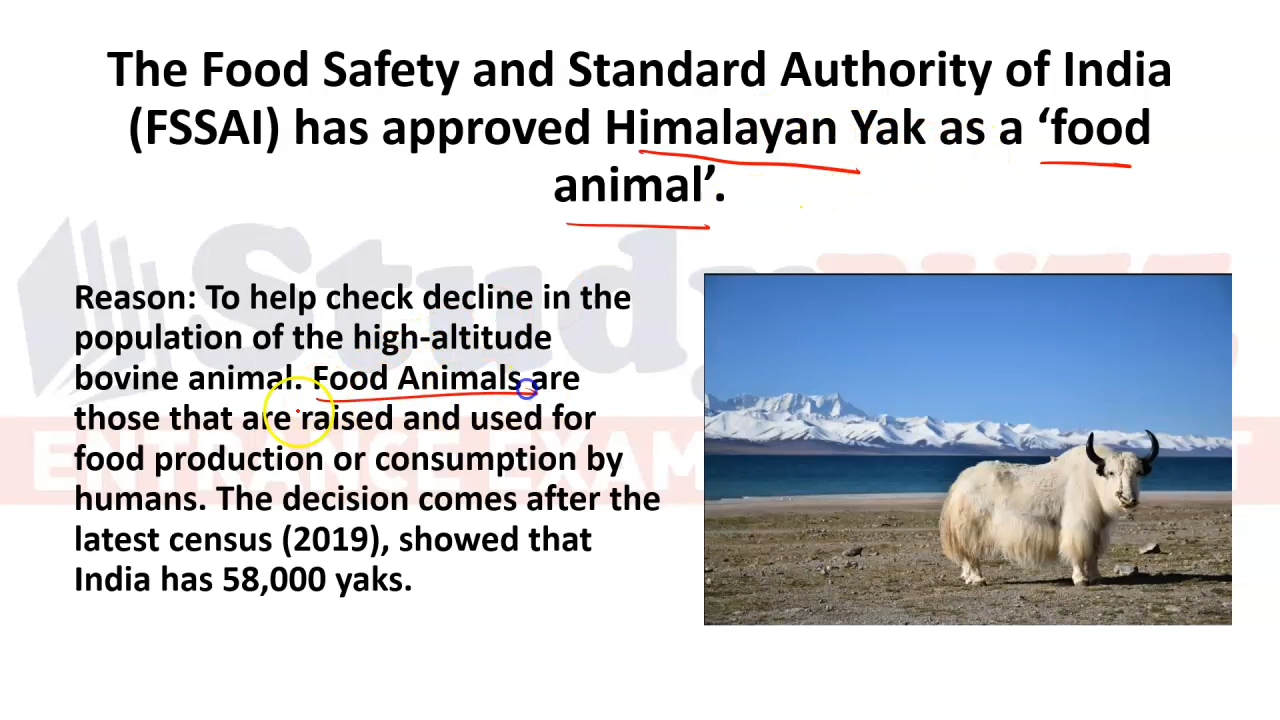 The Food Safety and Standard Authority of India
(FSSAI) has approved Himalayan Yak as a ‘food
animal’.
Reason: To help check decline in the
population of the high-altitude
bovine animal. Food Animals are
those that are raised and used for
food production or consumption by
humans. The decision comes after the
latest census (2019), showed that
India has 58,000 yaks.
Study
ENTRANCE EXAM